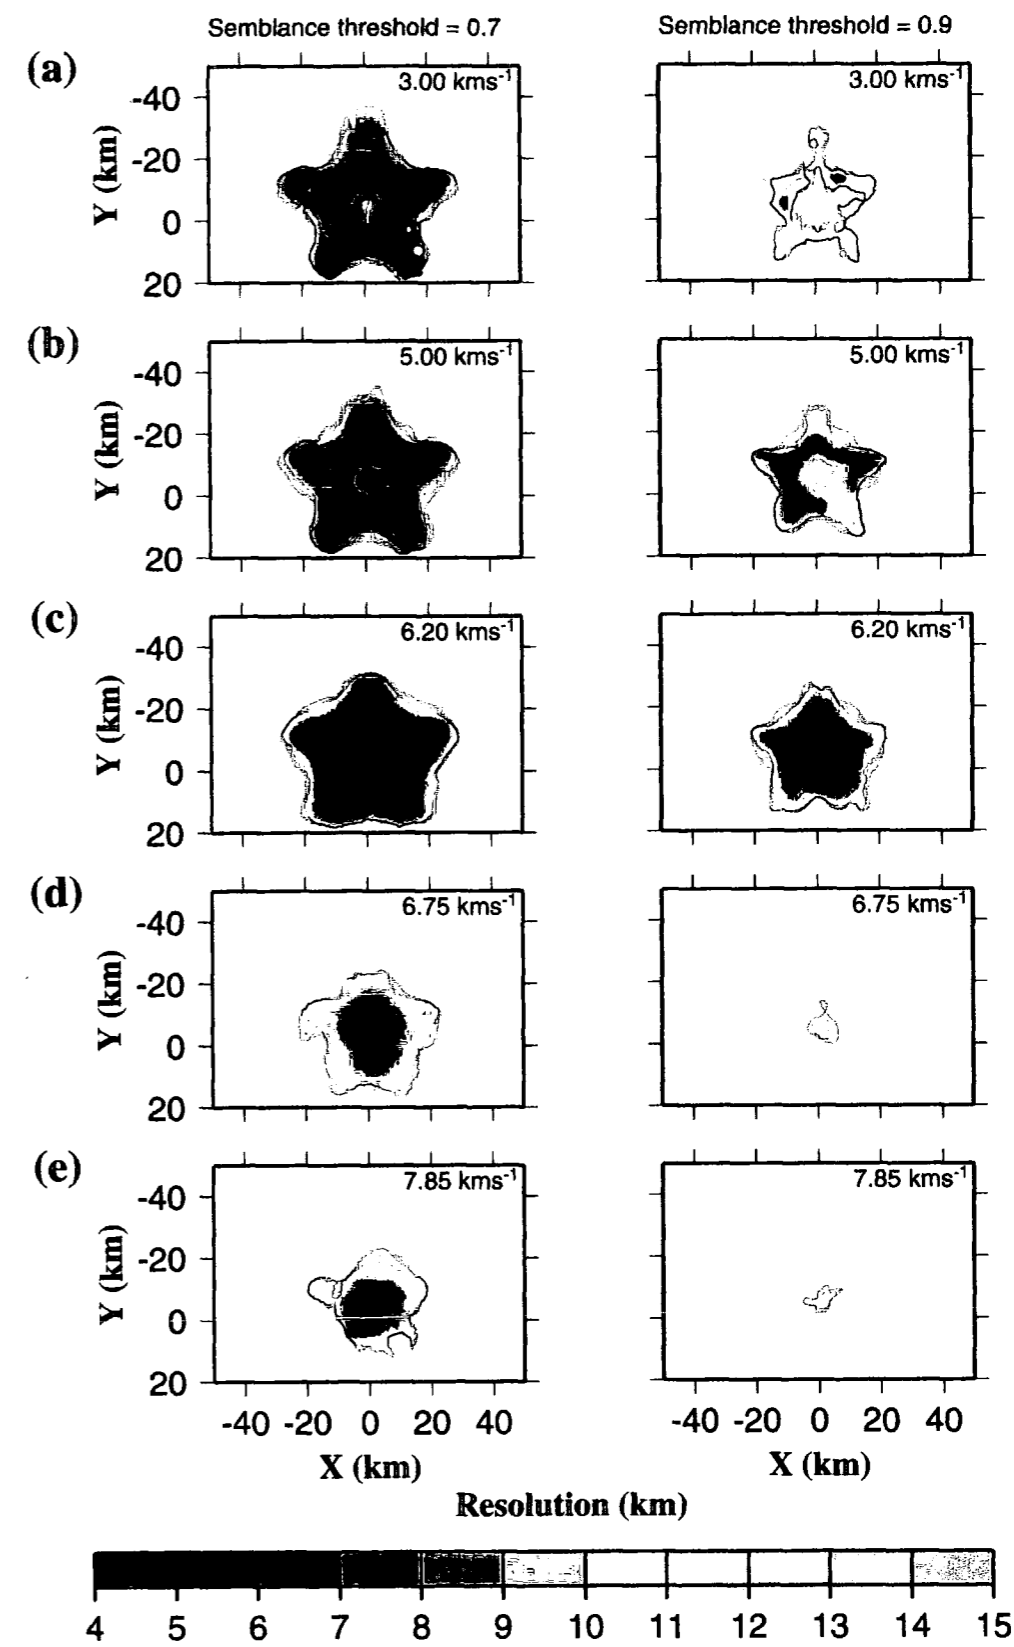 Semblance threshold = 0.7 Semblance threshold = 0.9
(a) 3.00 kms⁻¹ 3.00 kms⁻¹
-40
-20
0
20
Y (km)
(b) 5.00 kms⁻¹ 5.00 kms⁻¹
-40
-20
0
20
Y (km)
(c) 6.20 kms⁻¹ 6.20 kms⁻¹
-40
-20
0
20
Y (km)
(d) 6.75 kms⁻¹ 6.75 kms⁻¹
-40
-20
0
20
Y (km)
(e) 7.85 kms⁻¹ 7.85 kms⁻¹
-40
-20
0
20
Y (km)
-40 -20 0 20 40 -40 -20 0 20 40
X (km) X (km)
Resolution (km)
4 5 6 7 8 9 10 11 12 13 14 15